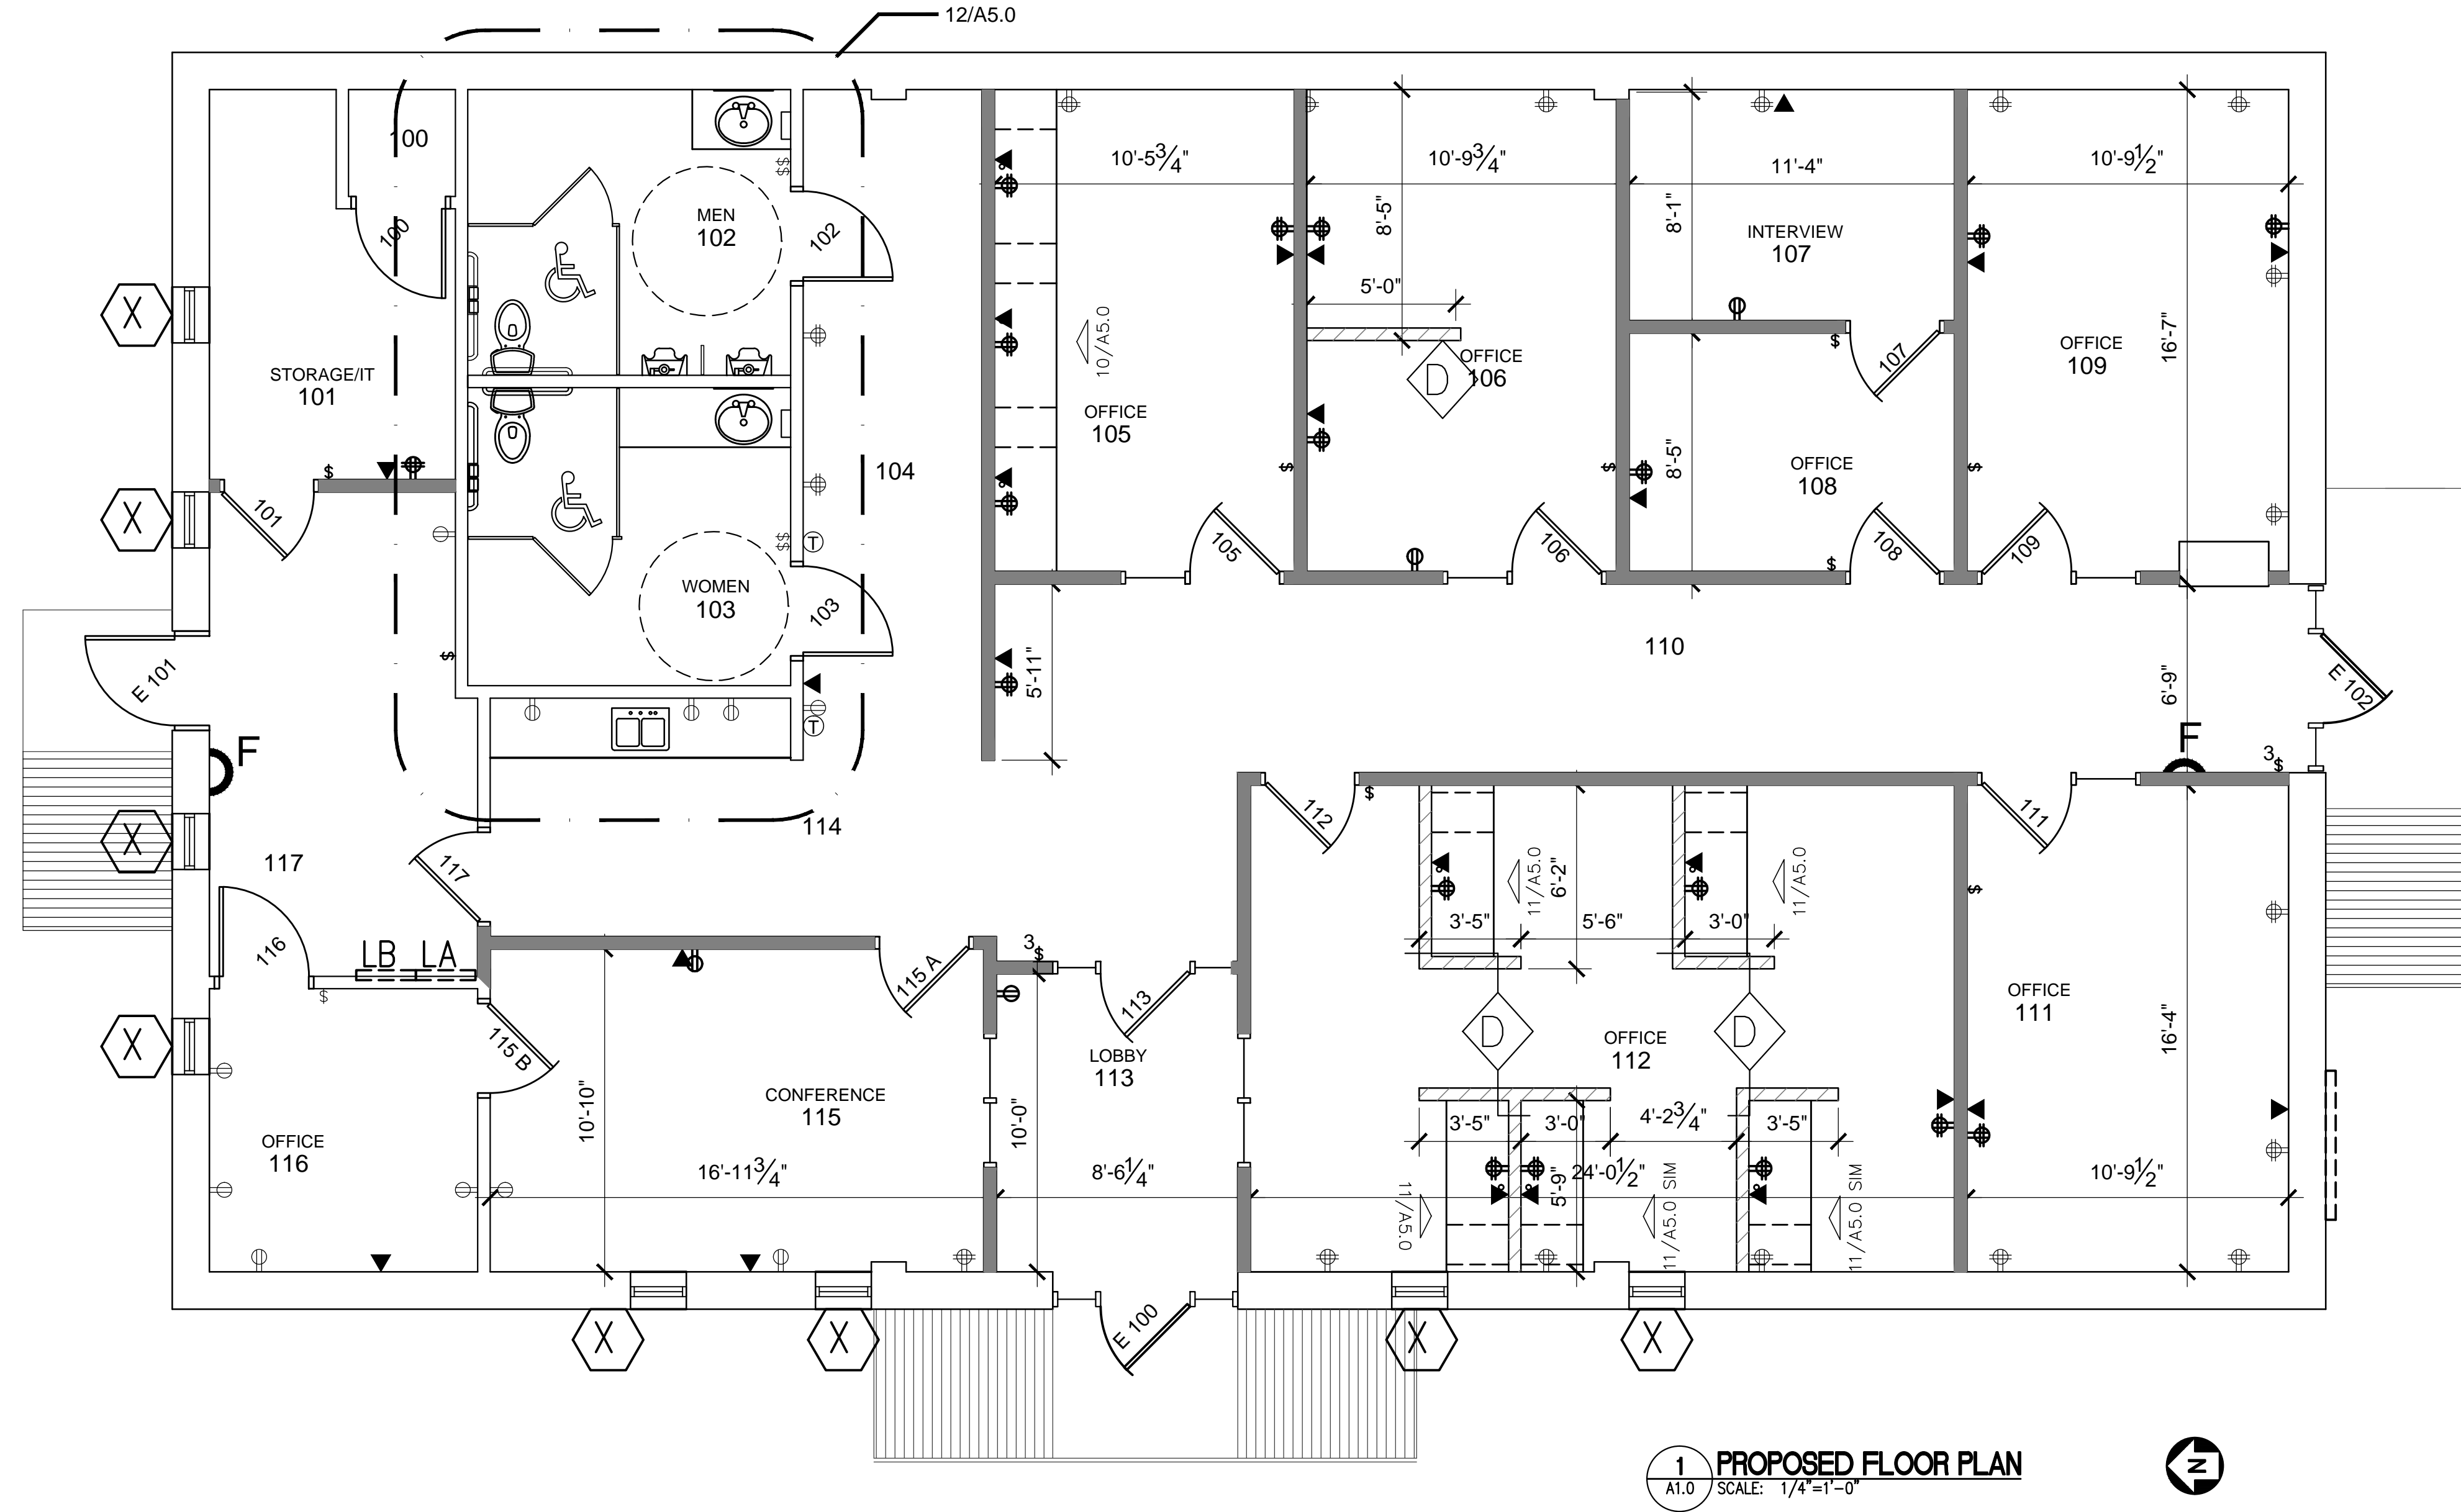 12/A5.0
100
10'-5 3/4"
10'-9 3/4"
11'-4"
10'-9 1/2"
MEN
102
100
102
8'-5"
8'-1"
INTERVIEW
107
5'-0"
10/A5.0
16'-7"
OFFICE
109
OFFICE
106
D
107
$
STORAGE/IT
101
OFFICE
105
104
$
$
$
$
8'-5"
OFFICE
108
101
$$
$$
T
105
106
108
109
$
WOMEN
103
103
$
E 101
5'-11"
110
6'-9"
E 102
T
F
F
3$
114
112
$
111
117
117
11/A5.0
6'-2"
11/A5.0
$
3'-5"
5'-6"
3'-0"
116
LB
LA
$
115 A
3$
113
115 B
LOBBY
113
D
D
OFFICE
112
OFFICE
111
16'-4"
CONFERENCE
115
10'-10"
10'-0"
3'-5"
3'-0"
4'-2 3/4"
3'-5"
OFFICE
116
16'-11 3/4"
8'-6 1/4"
5'-9"
24'-0 1/2"
10'-9 1/2"
11/A5.0
11/A5.0 SIM
11/A5.0 SIM
E 100
X
X
X
X
X
X
X
X
1
A1.0
PROPOSED FLOOR PLAN
SCALE: 1/4"=1'-0"
N